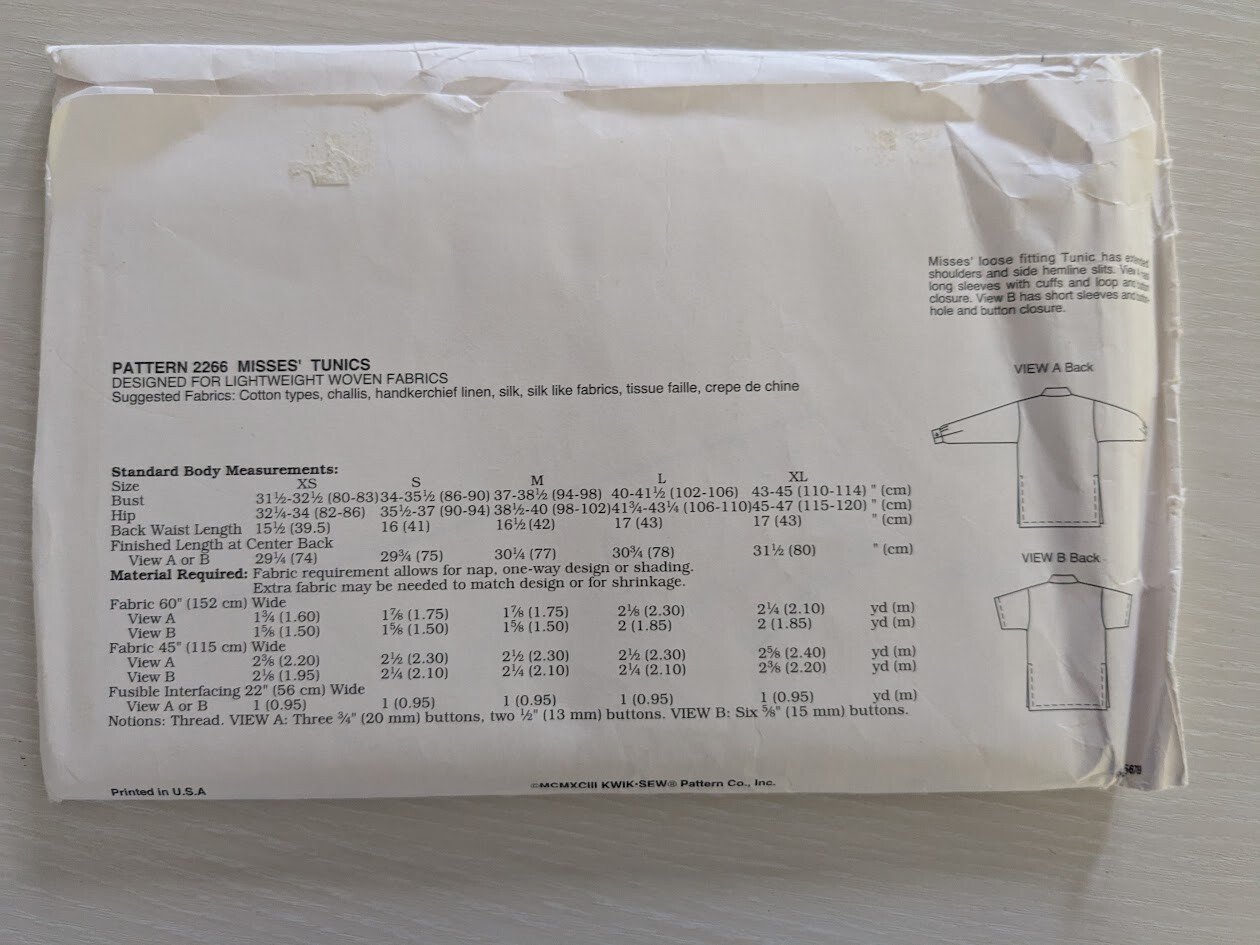 Misses' loose fitting Tunic has
shoulders and side hemline slits. View
long sleeves with cuffs and loop and
closure. View B has short sleeves and
hole and button closure.
PATTERN 2266 MISSES' TUNICS
DESIGNED FOR LIGHTWEIGHT WOVEN FABRICS
Suggested Fabrics: Cotton types, challis, handkerchief linen, silk, silk like fabrics, tissue faille, crepe de chine
VIEW A Back
Standard Body Measurements:
Size XS S M L XL
Bust 31½-32½ (80-83) 34-35½ (86-90) 37-38½ (94-98) 40-41½ (102-106) 43-45 (110-114) " (cm)
Hip 32¼-34 (82-86) 35½-37 (90-94) 38½-40 (98-102) 41¾-43¼ (106-110) 45-47 (115-120) " (cm)
Back Waist Length 15½ (39.5) 16 (41) 16½ (42) 17 (43) 17 (43) " (cm)
Finished Length at Center Back
View A or B 29¼ (74) 29¾ (75) 30¼ (77) 30¾ (78) 31½ (80) " (cm)
Material Required: Fabric requirement allows for nap, one-way design or shading.
Extra fabric may be needed to match design or for shrinkage.
VIEW B Back
Fabric 60" (152 cm) Wide
View A 1¾ (1.60) 1⅞ (1.75) 1⅞ (1.75) 2⅛ (2.30) 2¼ (2.10) yd (m)
View B 1⅝ (1.50) 1⅝ (1.50) 1⅝ (1.50) 2 (1.85) 2 (1.85) yd (m)
Fabric 45" (115 cm) Wide
View A 2⅜ (2.20) 2½ (2.30) 2½ (2.30) 2½ (2.30) 2⅝ (2.40) yd (m)
View B 2⅛ (1.95) 2¼ (2.10) 2¼ (2.10) 2¼ (2.10) 2⅜ (2.20) yd (m)
Fusible Interfacing 22" (56 cm) Wide
View A or B 1 (0.95) 1 (0.95) 1 (0.95) 1 (0.95) 1 (0.95) yd (m)
Notions: Thread. VIEW A: Three ¾" (20 mm) buttons, two ½" (13 mm) buttons. VIEW B: Six ⅝" (15 mm) buttons.
Printed in U.S.A
©MCMXCIII KWIK·SEW® Pattern Co., Inc.